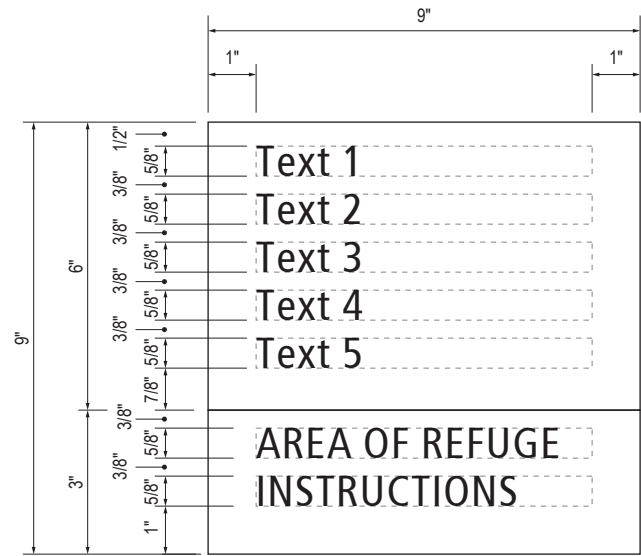 9"
1" 1"
1/2"
5/8" Text 1
3/8"
5/8" Text 2
3/8"
5/8" Text 3
3/8"
5/8" Text 4
3/8"
5/8" Text 5
7/8"
6"
9"
3/8"
5/8" AREA OF REFUGE
3/8"
5/8" INSTRUCTIONS
1"
3"